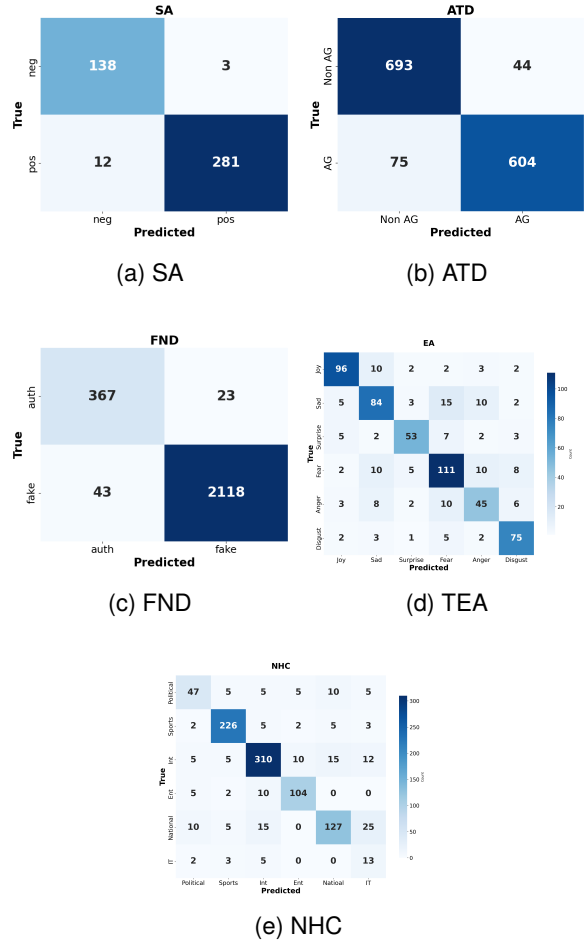 SA
neg 138 3
pos 12 281
neg pos
True
Predicted
(a) SA
ATD
Non AG 693 44
AG 75 604
Non AG AG
True
Predicted
(b) ATD
FND
auth 367 23
fake 43 2118
auth fake
True
Predicted
(c) FND
EA
Joy 96 10 2 2 3 2
Sad 5 84 3 15 10 2
Surprise 5 2 53 7 2 3
Fear 2 10 5 111 10 8
Anger 3 8 2 10 45 6
Disgust 2 3 1 5 2 75
Joy Sad Surprise Fear Anger Disgust
True
Predicted
100
80
60
40
20
Count
(d) TEA
NHC
Political 47 5 5 5 10 5
Sports 2 226 5 2 5 3
Int 5 5 310 10 15 12
Ent 5 2 10 104 0 0
National 10 5 15 0 127 25
IT 2 3 5 0 0 13
Political Sports Int Ent Natioal IT
True
Predicted
300
250
200
150
100
50
0
Count
(e) NHC